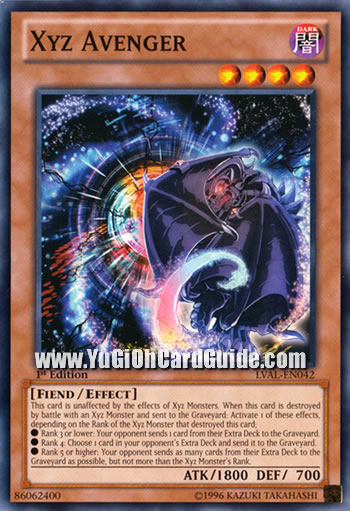 Xyz Avenger
DARK
闇
www.YuGiOhCardGuide.com
1st Edition
LVAL-EN042
[FIEND / EFFECT]
This card is unaffected by the effects of Xyz Monsters. When this card is destroyed
by battle with an Xyz Monster and sent to the Graveyard: Activate 1 of these effects,
depending on the Rank of the Xyz Monster that destroyed this card;
● Rank 3 or lower: Your opponent sends 1 card from their Extra Deck to the Graveyard.
● Rank 4: Choose 1 card in your opponent's Extra Deck and send it to the Graveyard.
● Rank 5 or higher: Your opponent sends as many cards from their Extra Deck to the
Graveyard as possible, but not more than the Xyz Monster's Rank.
ATK/1800 DEF/ 700
86062400
©1996 KAZUKI TAKAHASHI